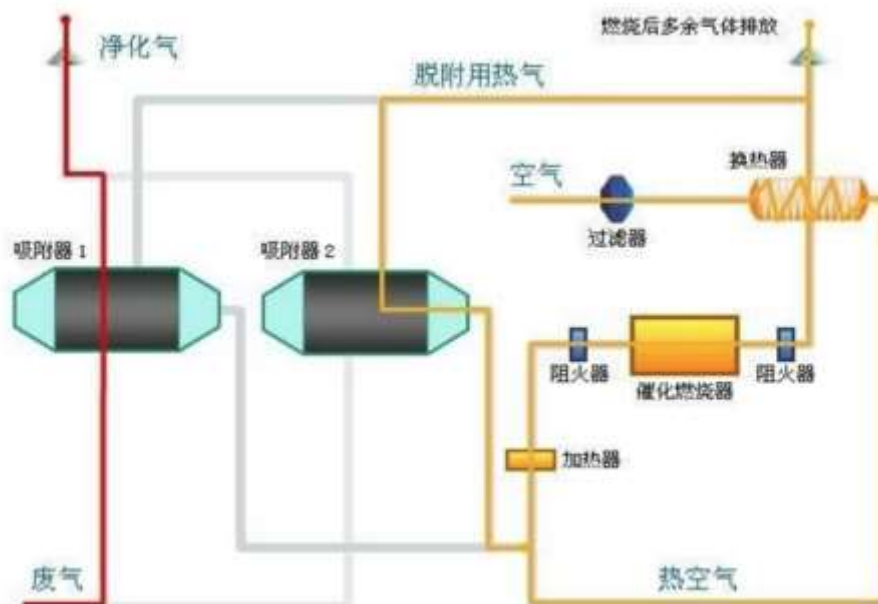 燃烧后多余气体排放
净化气
脱附用热气
换热器
空气
过滤器
吸附器 1
吸附器 2
阻火器
阻火器
催化燃烧器
加热器
废气
热空气